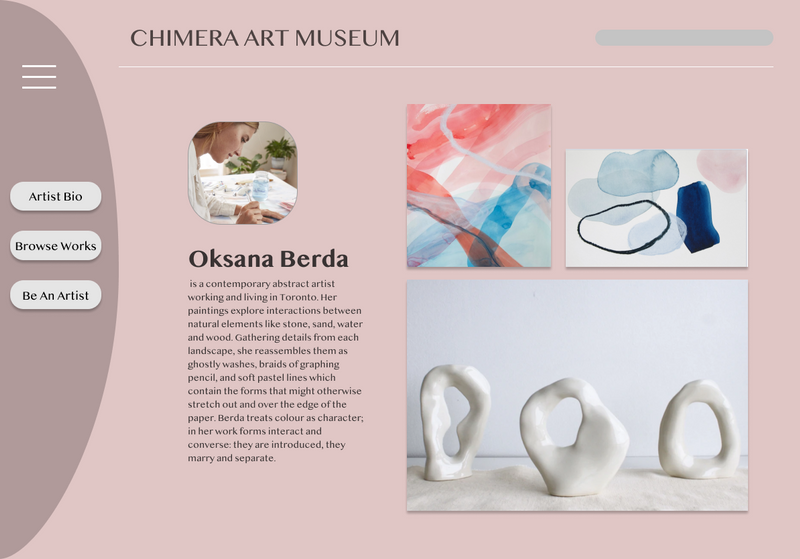 CHIMERA ART MUSEUM
Artist Bio
Browse Works
Be An Artist
Oksana Berda
is a contemporary abstract artist
working and living in Toronto. Her
paintings explore interactions between
natural elements like stone, sand, water
and wood. Gathering details from each
landscape, she reassembles them as
ghostly washes, braids of graphing
pencil, and soft pastel lines which
contain the forms that might otherwise
stretch out and over the edge of the
paper. Berda treats colour as character;
in her work forms interact and
converse: they are introduced, they
marry and separate.